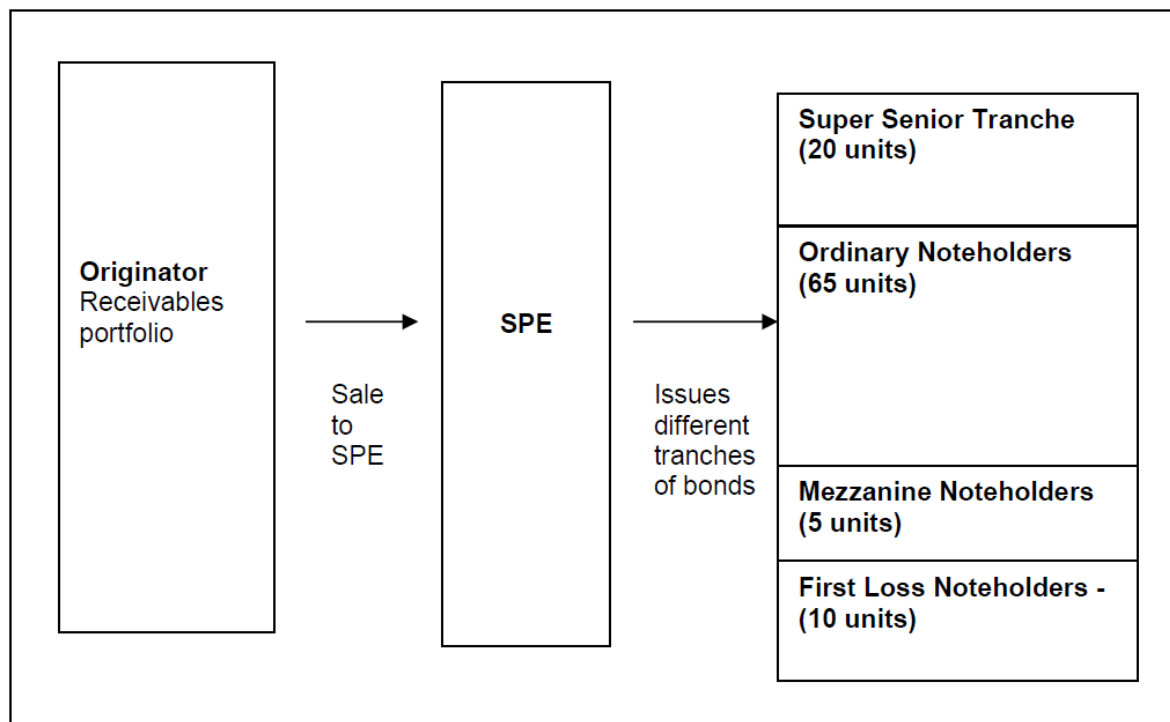 Originator
Receivables
portfolio
Sale
to
SPE
SPE
Issues
different
tranches
of bonds
Super Senior Tranche
(20 units)
Ordinary Noteholders
(65 units)
Mezzanine Noteholders
(5 units)
First Loss Noteholders -
(10 units)